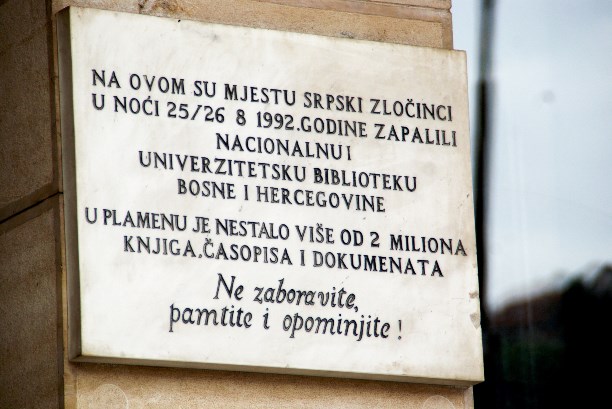 NA OVOM SU MJESTU SRPSKI ZLOČINCI
U NOĆI 25/26 8 1992.GODINE ZAPALILI
NACIONALNU I
UNIVERZITETSKU BIBLIOTEKU
BOSNE I HERCEGOVINE
U PLAMENU JE NESTALO VIŠE OD 2 MILIONA
KNJIGA, ČASOPISA I DOKUMENATA
Ne zaboravite,
pamtite i opominjite !